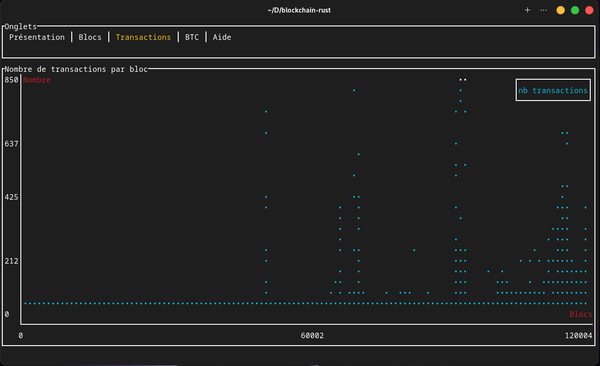 ~/D/blockchain-rust
Onglets
Présentation | Blocs | Transactions | BTC | Aide
Nombre de transactions par bloc
850 Nombre
nb transactions
637
425
212
0 Blocs
0 60002 120004